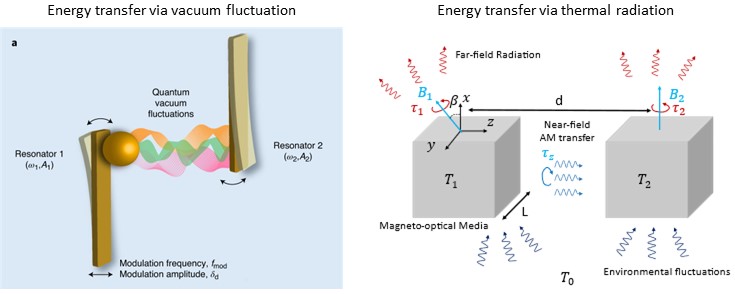 Energy transfer via vacuum fluctuation
a
Quantum
vacuum
fluctuations
Resonator 1
(ω₁,A₁)
Resonator 2
(ω₂,A₂)
Modulation frequency, fmod
Modulation amplitude, δd
Energy transfer via thermal radiation
Far-field Radiation
B₁
β
x
τ₁
d
B₂
τ₂
z
y
Near-field
AM transfer
τz
T₁
T₂
L
Magneto-optical Media
T₀
Environmental fluctuations